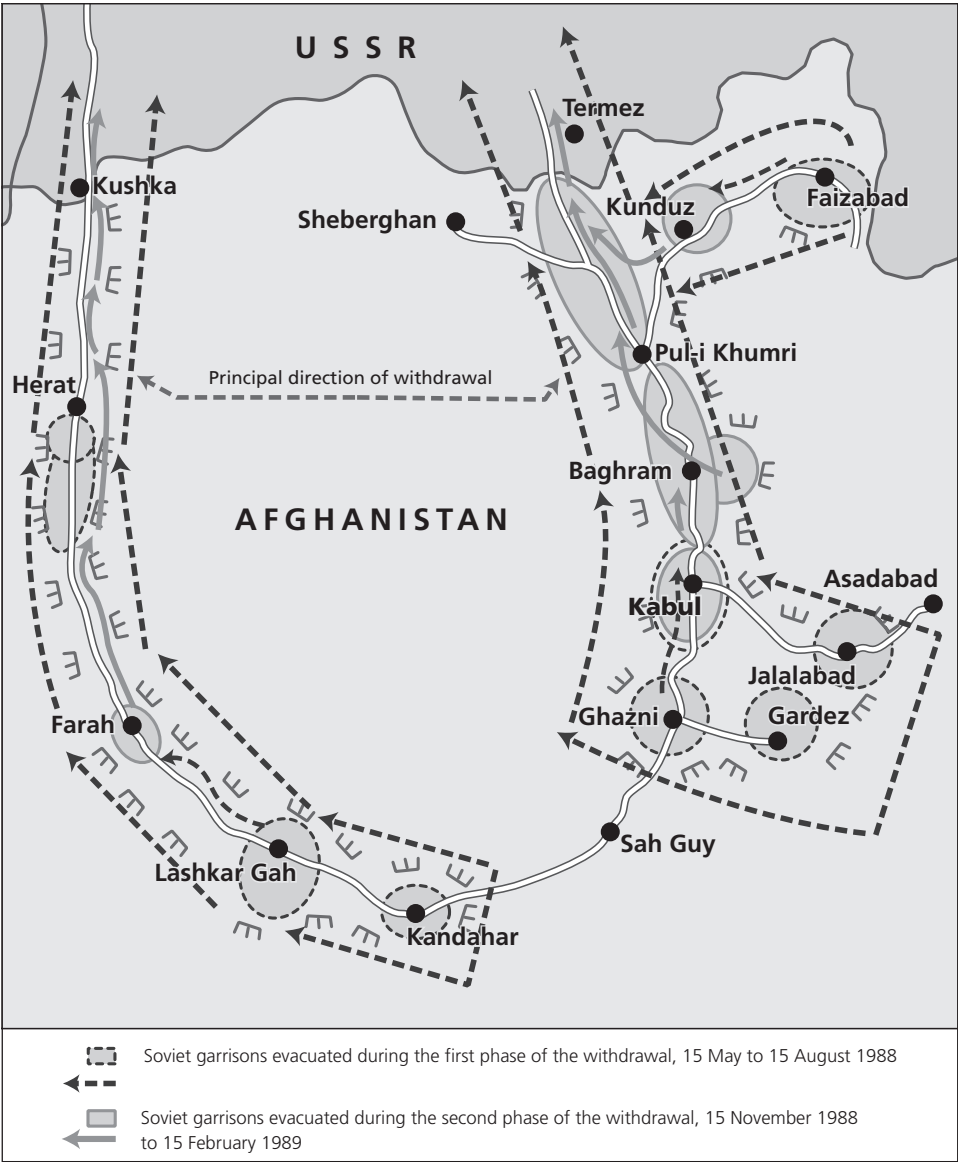 USSR
Termez
Kushka
Faizabad
Kunduz
Sheberghan
Pul-i Khumri
Principal direction of withdrawal
Herat
Baghram
AFGHANISTAN
Asadabad
Kabul
Jalalabad
Farah
Ghazni
Gardez
Sah Guy
Lashkar Gah
Kandahar
Soviet garrisons evacuated during the first phase of the withdrawal, 15 May to 15 August 1988
Soviet garrisons evacuated during the second phase of the withdrawal, 15 November 1988
to 15 February 1989